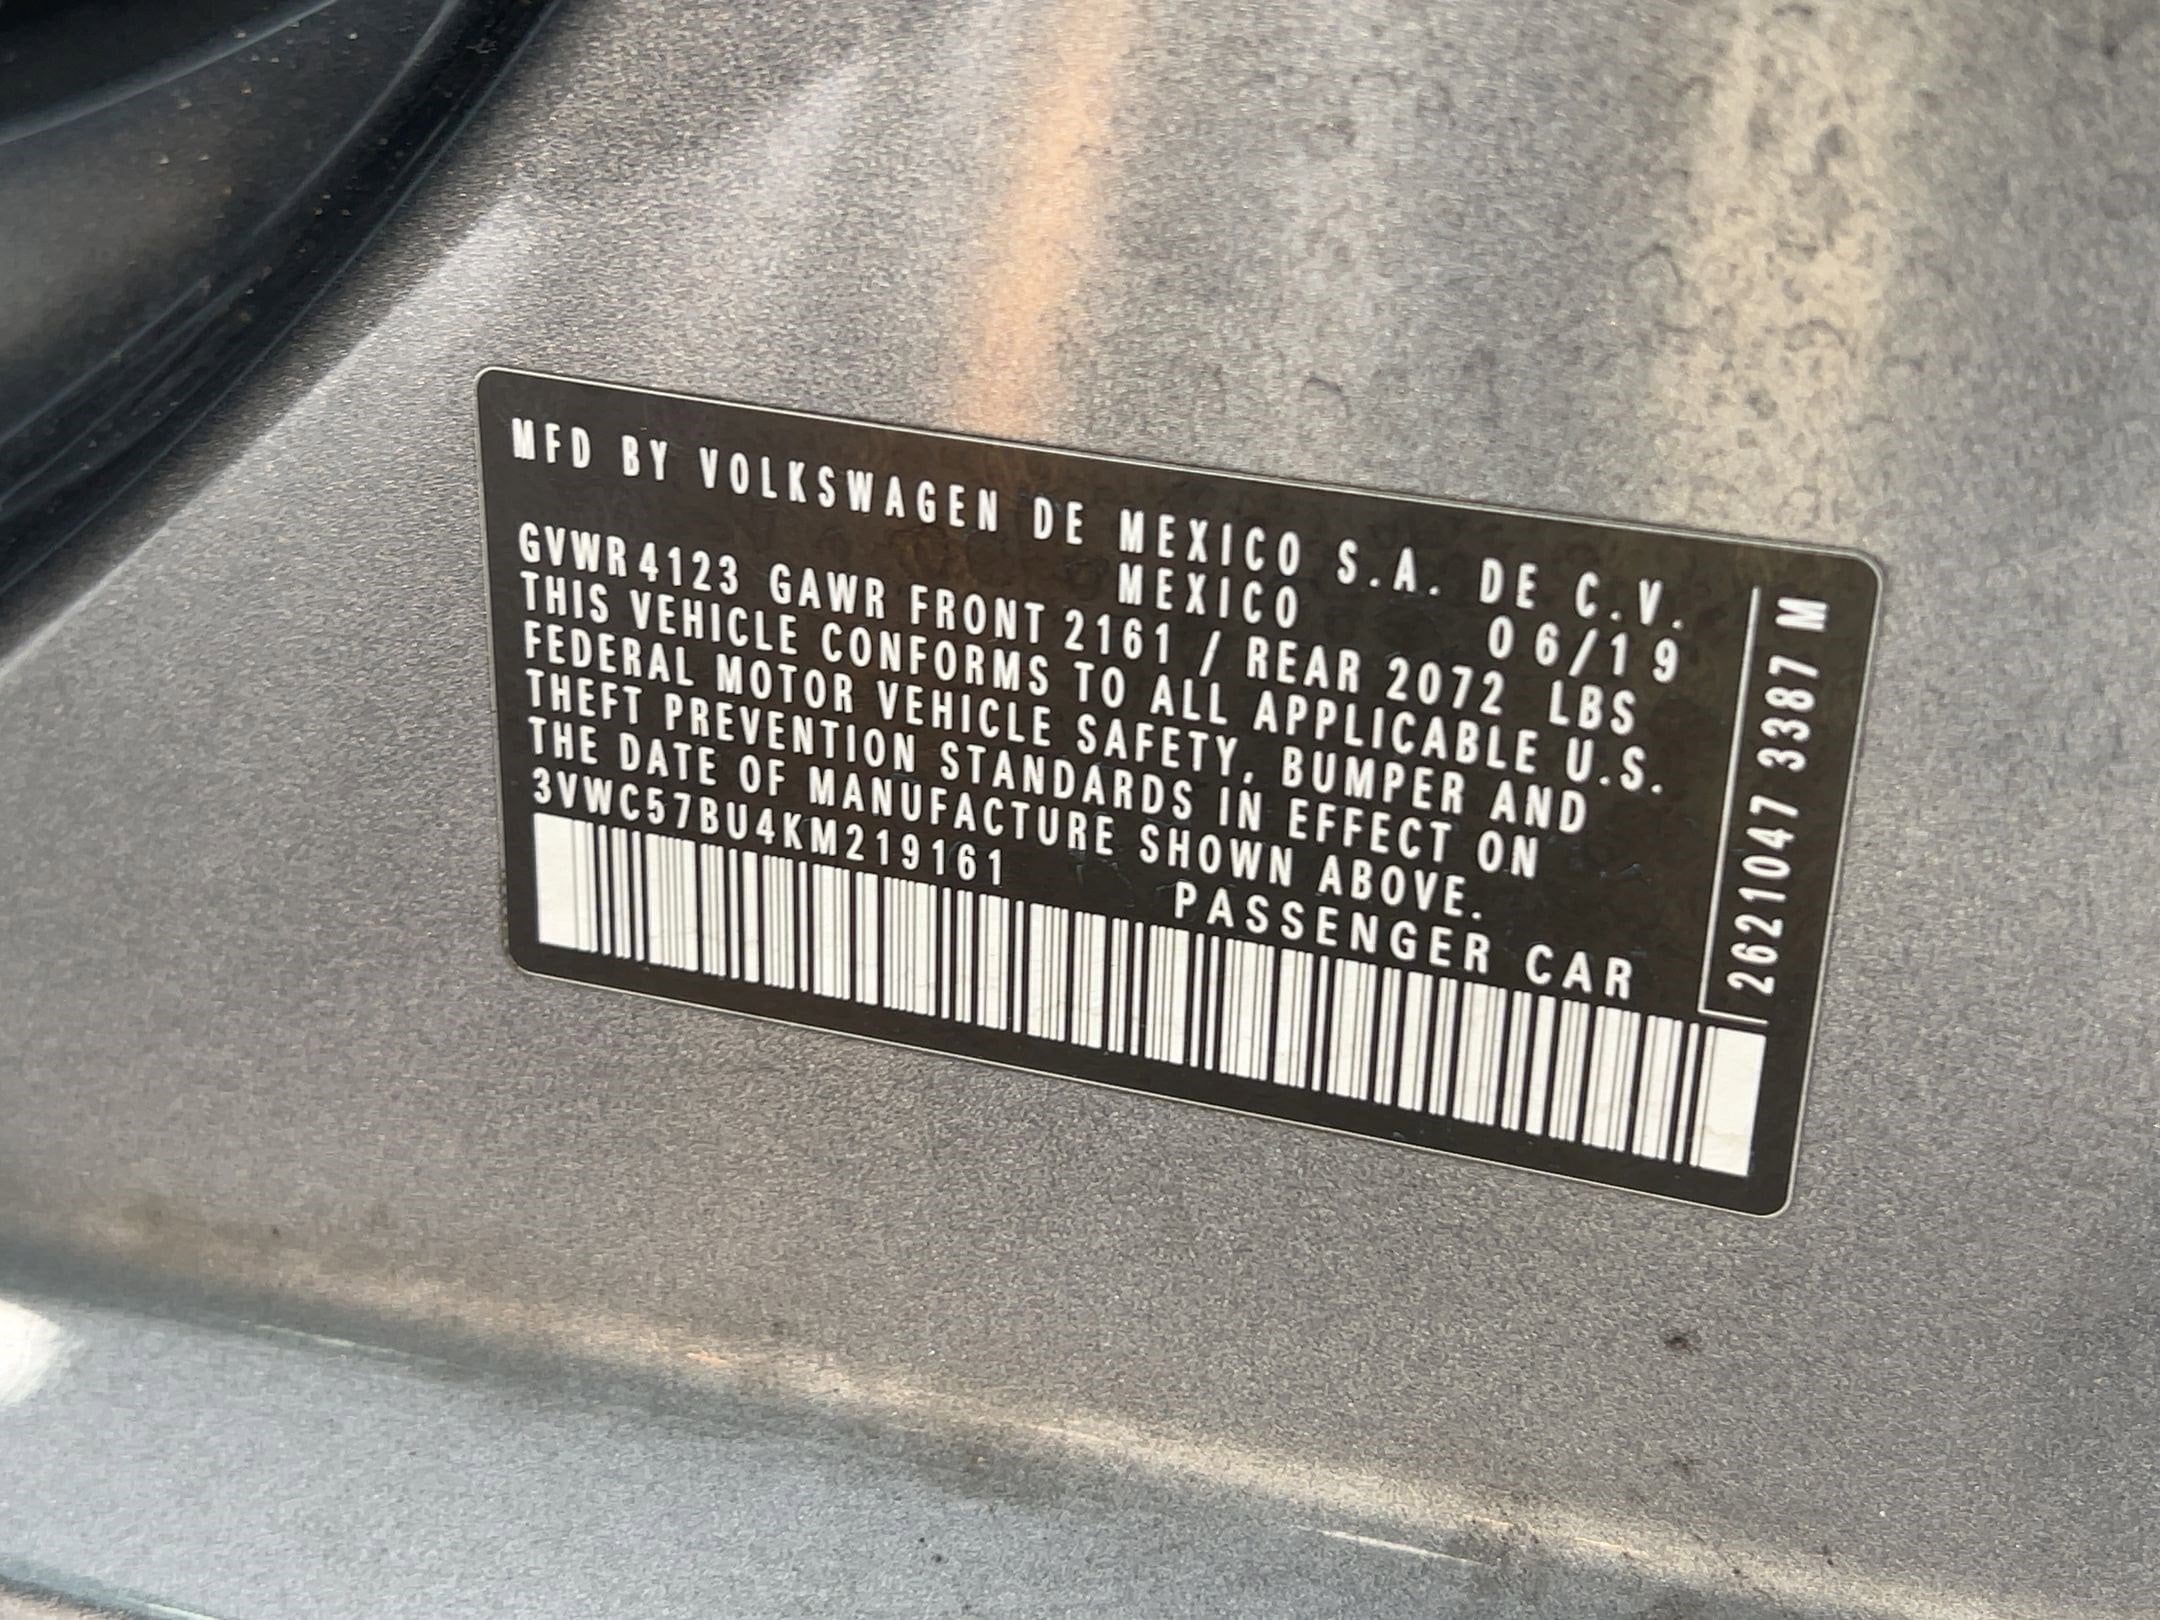 MFD BY VOLKSWAGEN DE MEXICO S.A. DE C.V.
MEXICO 06/19
GVWR 4123 GAWR FRONT 2161 / REAR 2072 LBS
THIS VEHICLE CONFORMS TO ALL APPLICABLE U.S.
FEDERAL MOTOR VEHICLE SAFETY, BUMPER AND
THEFT PREVENTION STANDARDS IN EFFECT ON
THE DATE OF MANUFACTURE SHOWN ABOVE.
3VWC57BU4KM219161 PASSENGER CAR
2621047 3387 M